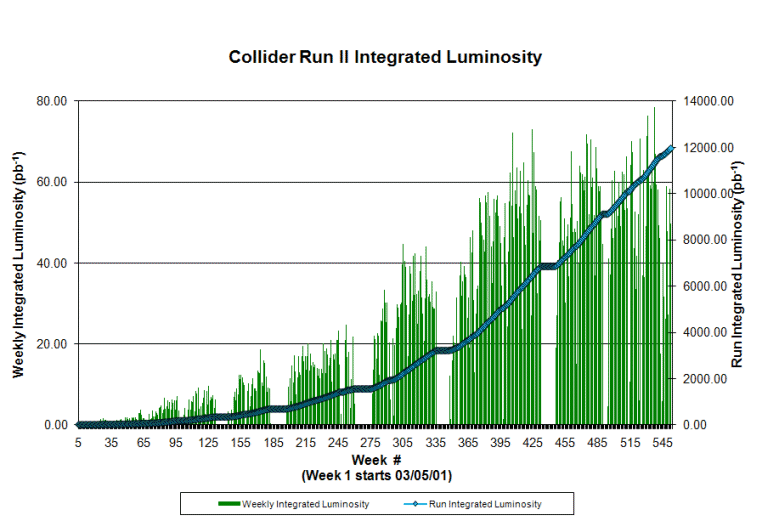 Collider Run II Integrated Luminosity
80.00
60.00
40.00
20.00
0.00
Weekly Integrated Luminosity (pb⁻¹)
14000.00
12000.00
10000.00
8000.00
6000.00
4000.00
2000.00
0.00
Run Integrated Luminosity (pb⁻¹)
5 35 65 95 125 155 185 215 245 275 305 335 365 395 425 455 485 515 545
Week #
(Week 1 starts 03/05/01)
Weekly Integrated Luminosity Run Integrated Luminosity